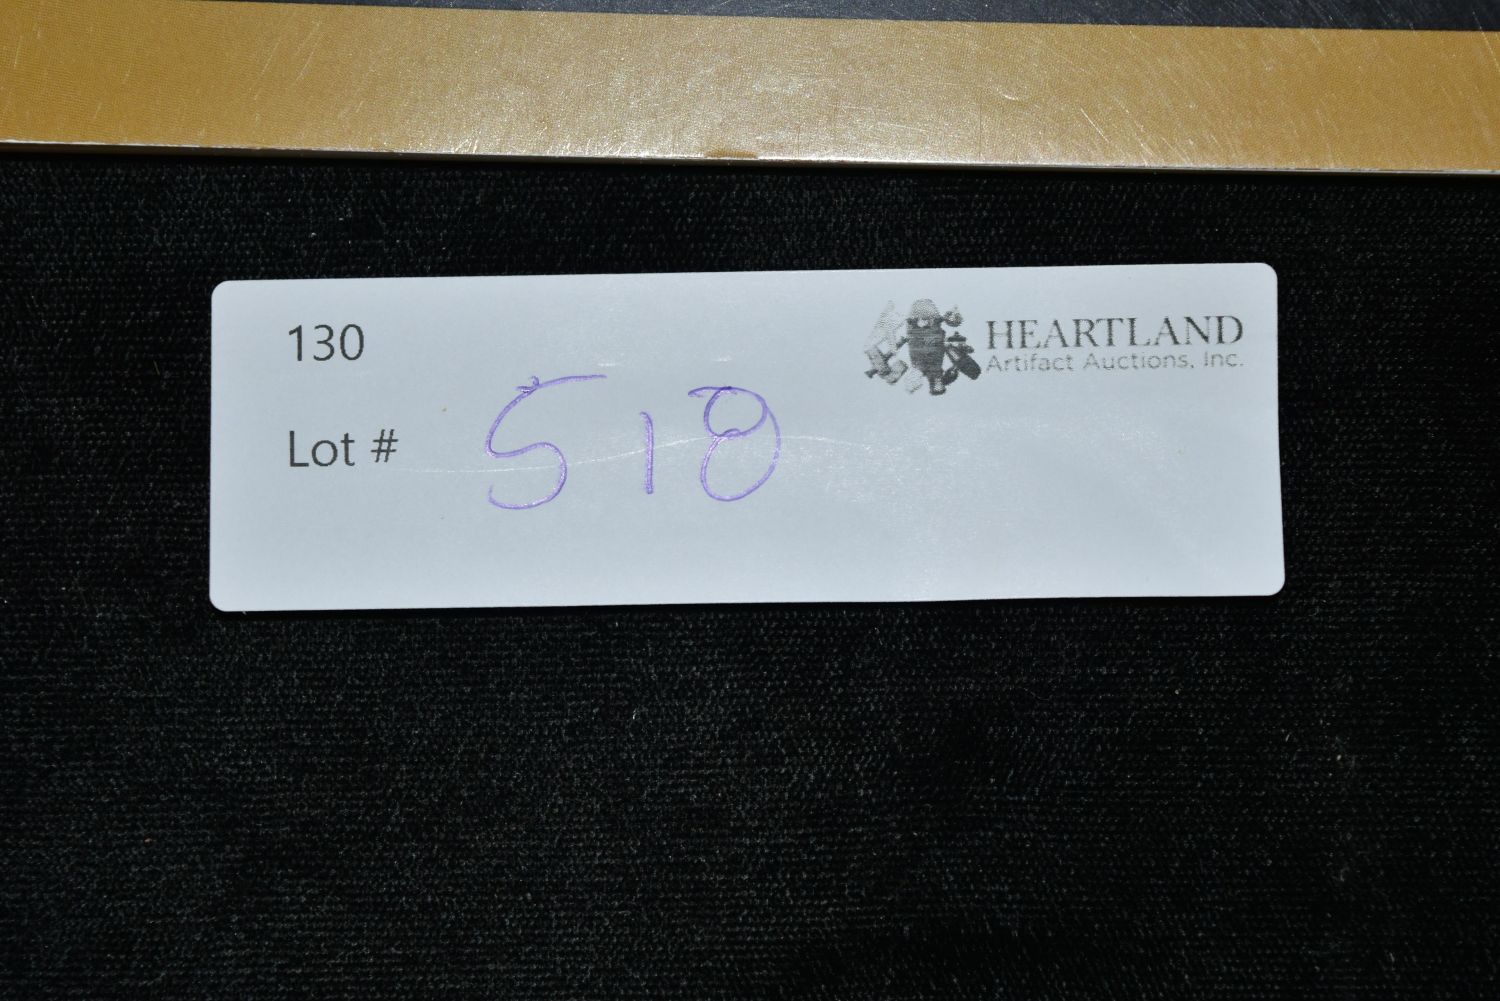 130
HEARTLAND
Artifact Auctions, Inc.
Lot # 518